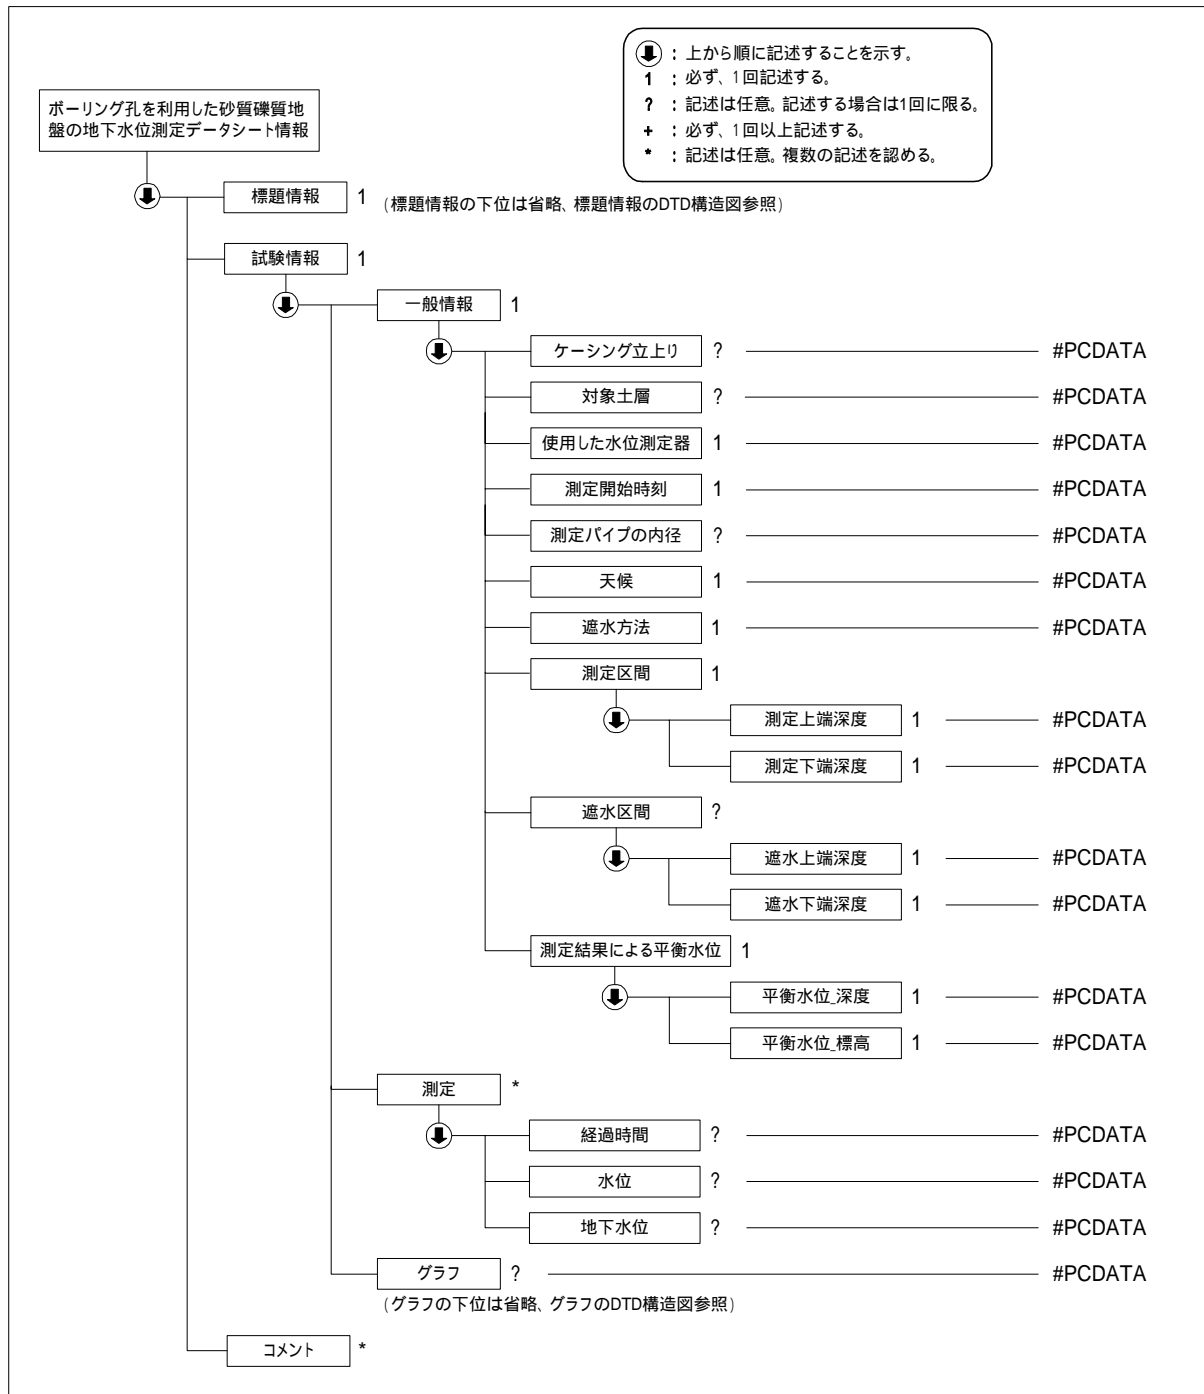 : 上から順に記述することを示す。
1 : 必ず、1回記述する。
? : 記述は任意。記述する場合は1回に限る。
+ : 必ず、1回以上記述する。
* : 記述は任意。複数の記述を認める。
ボーリング孔を利用した砂質礫質地
盤の地下水位測定データシート情報
標題情報 1 (標題情報の下位は省略、標題情報のDTD構造図参照)
試験情報 1
一般情報 1
ケーシング立上り ? #PCDATA
対象土層 ? #PCDATA
使用した水位測定器 1 #PCDATA
測定開始時刻 1 #PCDATA
測定パイプの内径 ? #PCDATA
天候 1 #PCDATA
遮水方法 1 #PCDATA
測定区間 1
測定上端深度 1 #PCDATA
測定下端深度 1 #PCDATA
遮水区間 ?
遮水上端深度 1 #PCDATA
遮水下端深度 1 #PCDATA
測定結果による平衡水位 1
平衡水位_深度 1 #PCDATA
平衡水位_標高 1 #PCDATA
測定 *
経過時間 ? #PCDATA
水位 ? #PCDATA
地下水位 ? #PCDATA
グラフ ? #PCDATA
(グラフの下位は省略、グラフのDTD構造図参照)
コメント *